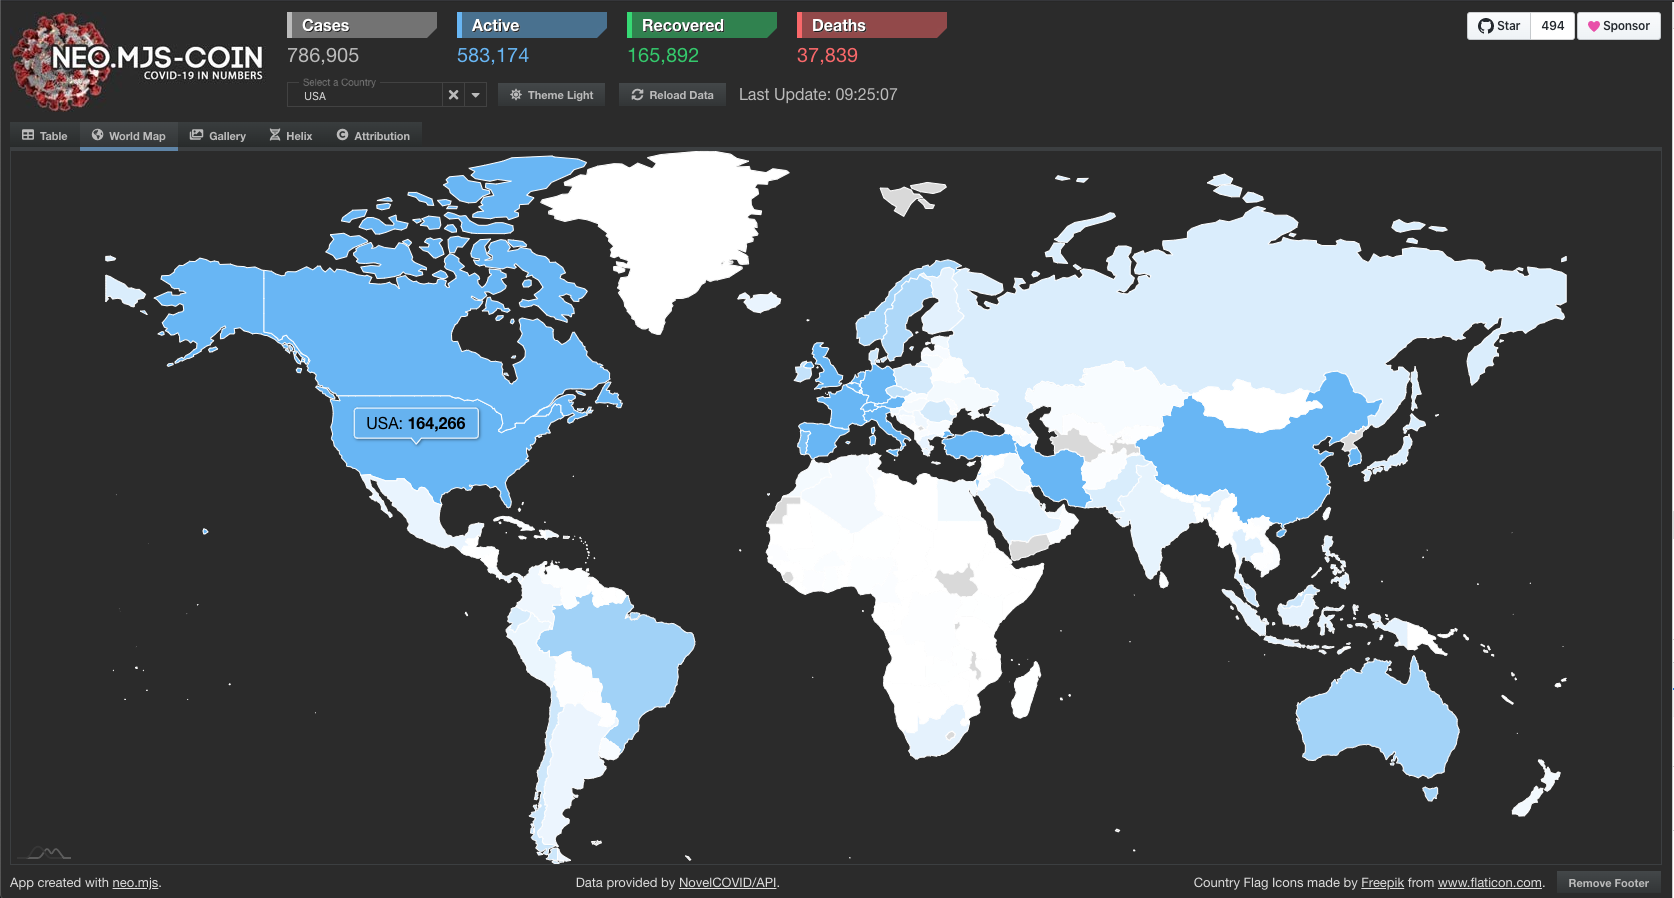 NEO.MJS-COIN
COVID-19 IN NUMBERS
Cases
786,905
Active
583,174
Recovered
165,892
Deaths
37,839
Star
494
Sponsor
Select a Country
USA
Theme Light
Reload Data
Last Update: 09:25:07
Table
World Map
Gallery
Helix
Attribution
USA: 164,266
App created with neo.mjs.
Data provided by NovelCOVID/API.
Country Flag Icons made by Freepik from www.flaticon.com.
Remove Footer